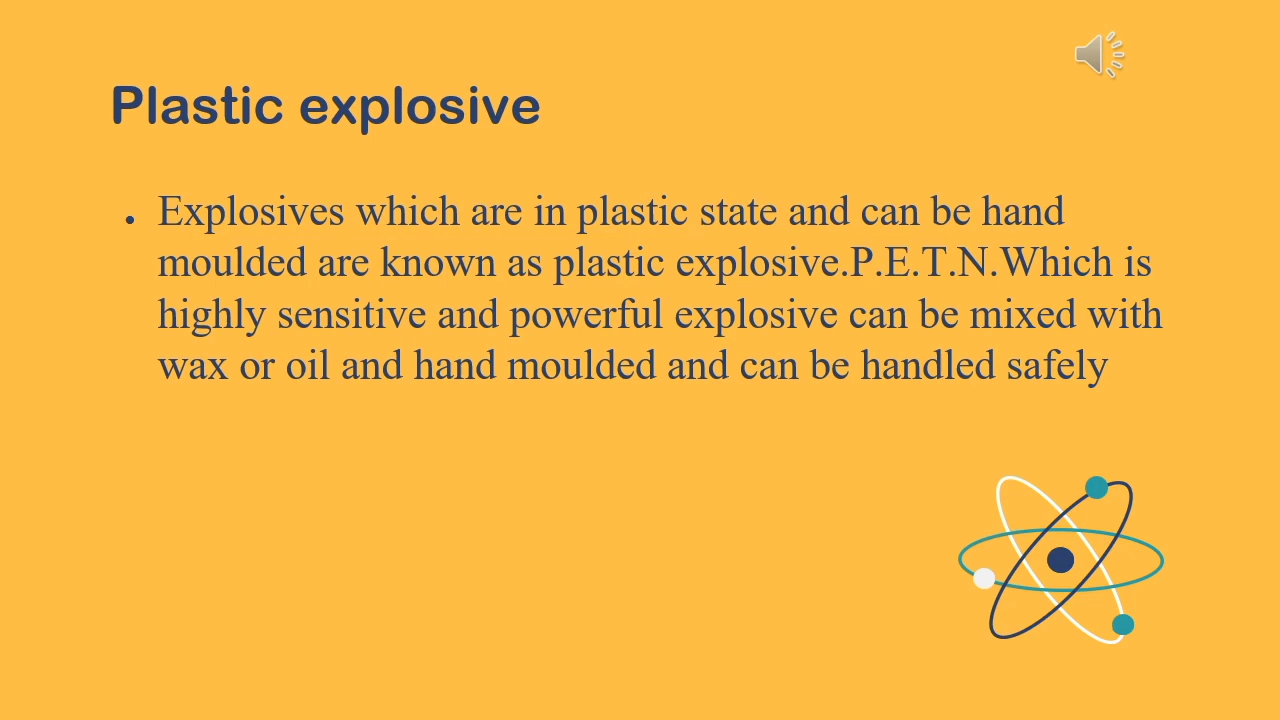 Plastic explosive
• Explosives which are in plastic state and can be hand
moulded are known as plastic explosive.P.E.T.N.Which is
highly sensitive and powerful explosive can be mixed with
wax or oil and hand moulded and can be handled safely